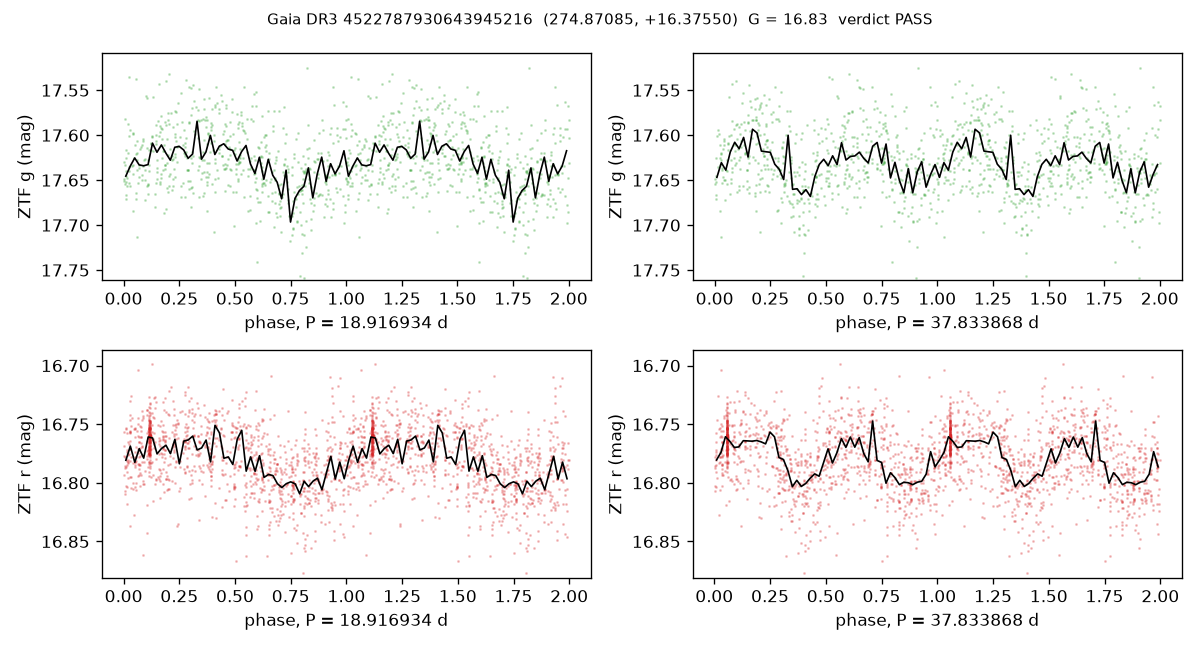 Gaia DR3 4522787930643945216 (274.87085, +16.37550) G = 16.83 verdict PASS
ZTF g (mag)
17.55
17.60
17.65
17.70
17.75
0.00 0.25 0.50 0.75 1.00 1.25 1.50 1.75 2.00
phase, P = 18.916934 d
ZTF g (mag)
17.55
17.60
17.65
17.70
17.75
0.00 0.25 0.50 0.75 1.00 1.25 1.50 1.75 2.00
phase, P = 37.833868 d
ZTF r (mag)
16.70
16.75
16.80
16.85
0.00 0.25 0.50 0.75 1.00 1.25 1.50 1.75 2.00
phase, P = 18.916934 d
ZTF r (mag)
16.70
16.75
16.80
16.85
0.00 0.25 0.50 0.75 1.00 1.25 1.50 1.75 2.00
phase, P = 37.833868 d